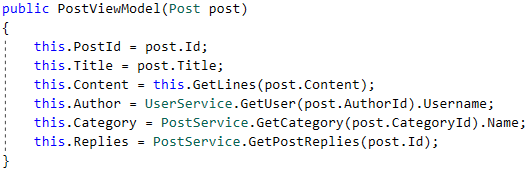 public PostViewModel(Post post)
{
    this.PostId = post.Id;
    this.Title = post.Title;
    this.Content = this.GetLines(post.Content);
    this.Author = UserService.GetUser(post.AuthorId).Username;
    this.Category = PostService.GetCategory(post.CategoryId).Name;
    this.Replies = PostService.GetPostReplies(post.Id);
}